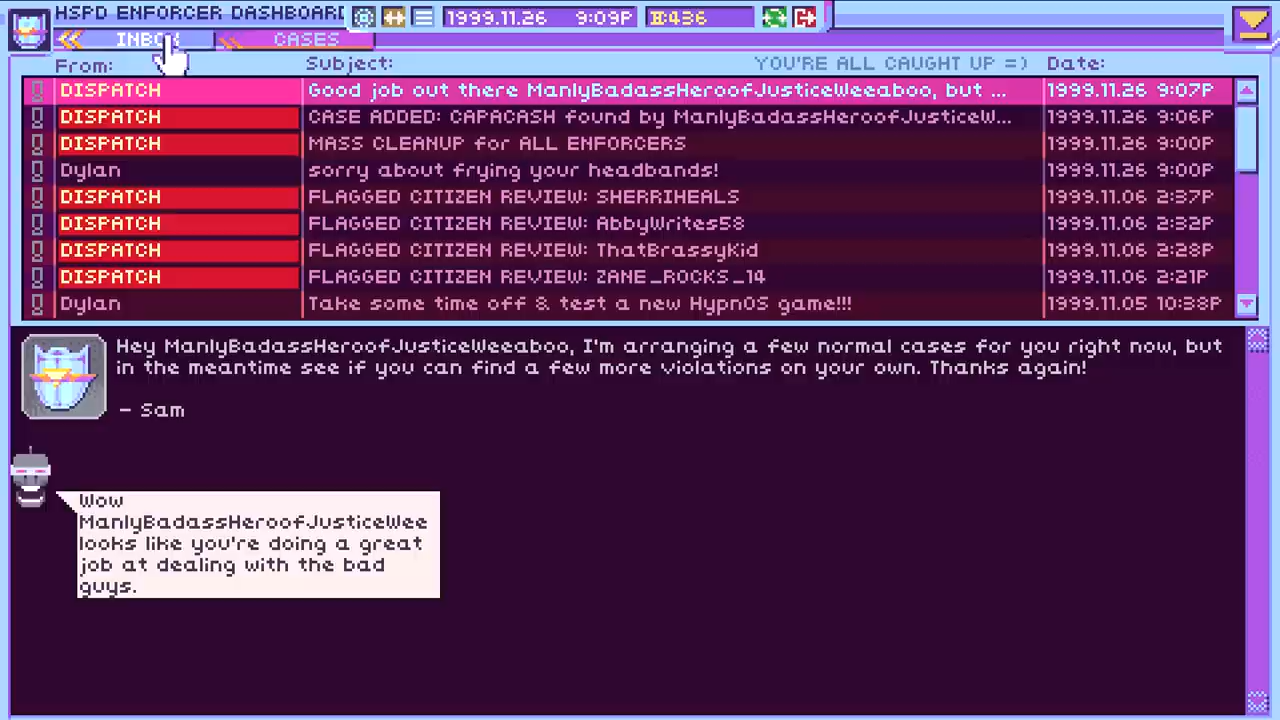 HSPD ENFORCER DASHBOARD
1999.11.26 9:09P
436
INBOX
CASES
From: Subject: YOU'RE ALL CAUGHT UP =) Date:
DISPATCH Good job out there ManlyBadassHeroofJusticeWeeaboo, but ... 1999.11.26 9:07P
DISPATCH CASE ADDED: CAPACASH found by ManlyBadassHeroofJusticeW... 1999.11.26 9:06P
DISPATCH MASS CLEANUP for ALL ENFORCERS 1999.11.26 9:00P
Dylan sorry about frying your headbands! 1999.11.26 9:00P
DISPATCH FLAGGED CITIZEN REVIEW: SHERRIHEALS 1999.11.06 2:37P
DISPATCH FLAGGED CITIZEN REVIEW: AbbyWrites58 1999.11.06 2:32P
DISPATCH FLAGGED CITIZEN REVIEW: ThatBrassyKid 1999.11.06 2:28P
DISPATCH FLAGGED CITIZEN REVIEW: ZANE_ROCKS_14 1999.11.06 2:21P
Dylan Take some time off & test a new HypnOS game!!! 1999.11.05 10:38P
Hey ManlyBadassHeroofJusticeWeeaboo, I'm arranging a few normal cases for you right now, but
in the meantime see if you can find a few more violations on your own. Thanks again!
- Sam
Wow
ManlyBadassHeroofJusticeWee
looks like you're doing a great
job at dealing with the bad
guys.